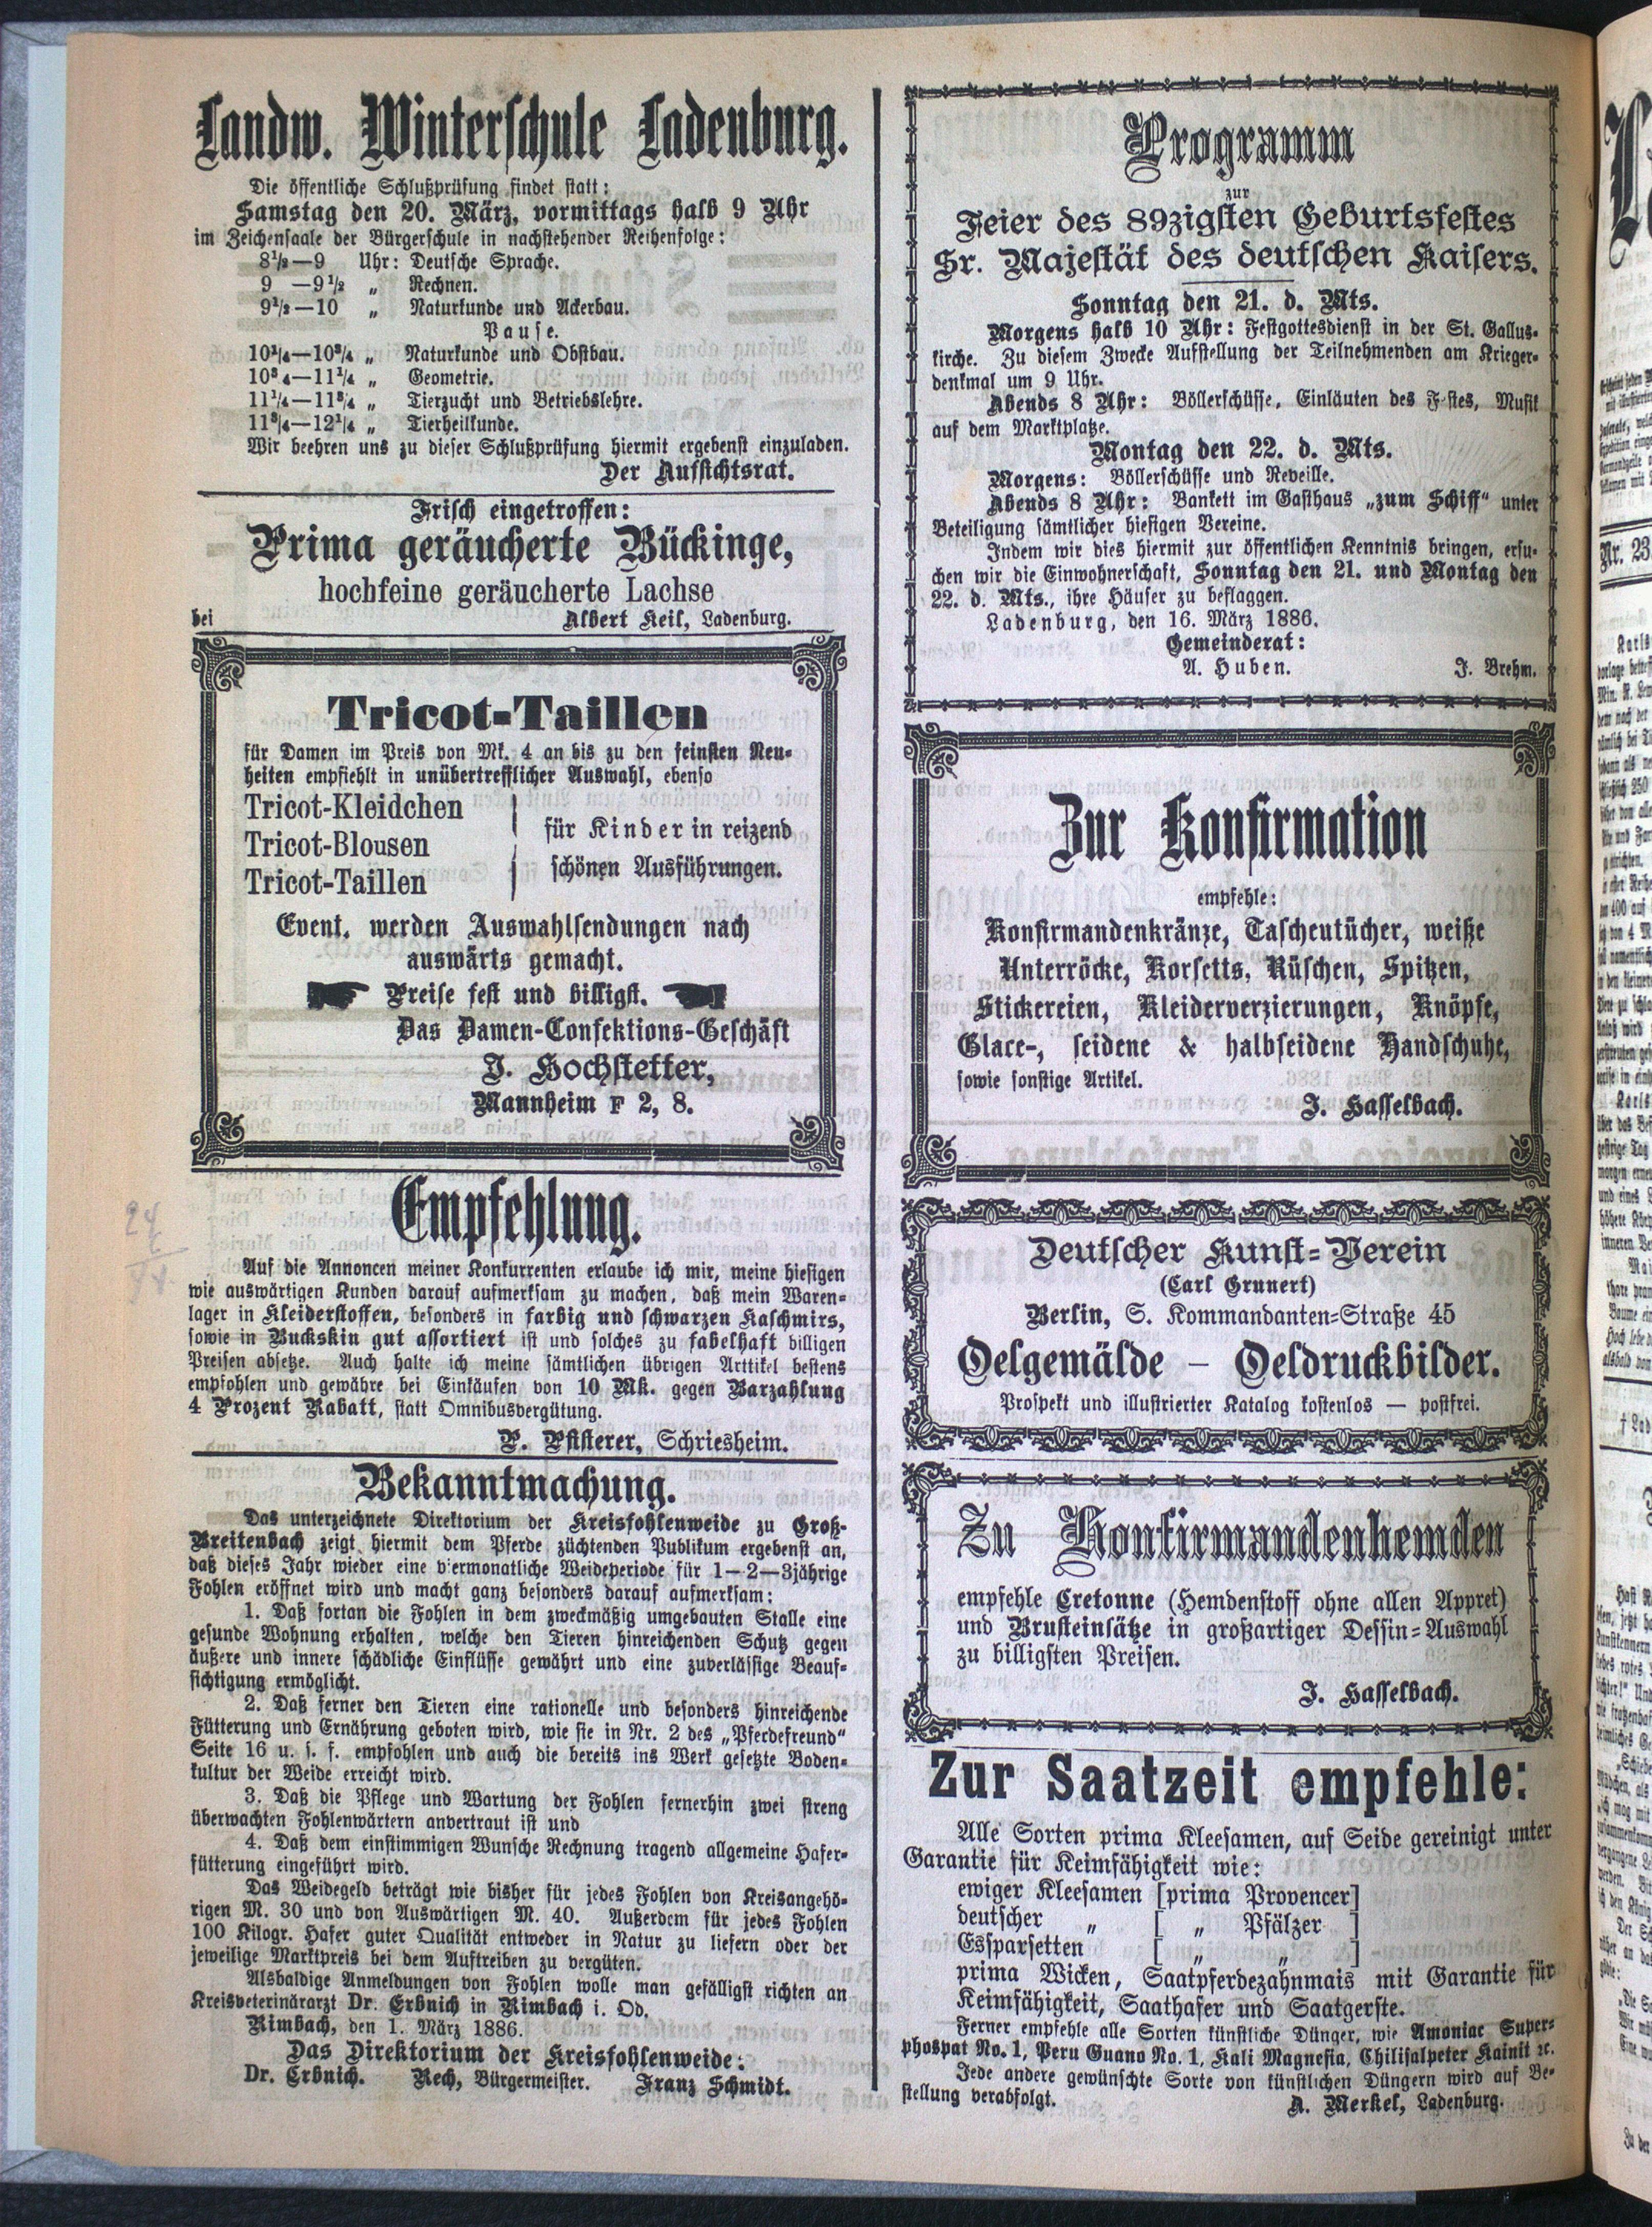 Landw. Winterschule Ladenburg.
Die öffentliche Schlußprüfung findet statt:
Samstag den 20. März, vormittags halb 9 Uhr
im Zeichensaale der Bürgerschule in nachstehender Reihenfolge:
8½—9 Uhr: Deutsche Sprache.
9 —9½ „ Rechnen.
9½—10 „ Naturkunde und Ackerbau.
Pause.
10¼—10¾ „ Naturkunde und Obstbau.
10¾—11¼ „ Geometrie.
11¼—11¾ „ Tierzucht und Betriebslehre.
11¾—12¼ „ Tierheilkunde.
Wir beehren uns zu dieser Schlußprüfung hiermit ergebenst einzuladen.
Der Aufsichtsrat.
Frisch eingetroffen:
Prima geräucherte Bückinge,
hochfeine geräucherte Lachse
bei Albert Keil, Ladenburg.
Tricot-Taillen
für Damen im Preis von Mk. 4 an bis zu den feinsten Neu-
heiten empfiehlt in unübertrefflicher Auswahl, ebenso
Tricot-Kleidchen
Tricot-Blousen
Tricot-Taillen
für Kinder in reizend
schönen Ausführungen.
Event. werden Auswahlsendungen nach
auswärts gemacht.
Preise fest und billigst.
Das Damen-Confektions-Geschäft
J. Hochstetter,
Mannheim F 2, 8.
Empfehlung.
Auf die Annoncen meiner Konkurrenten erlaube ich mir, meine hiesigen
wie auswärtigen Kunden darauf aufmerksam zu machen, daß mein Waren-
lager in Kleiderstoffen, besonders in farbig und schwarzen Kaschmirs,
sowie in Buckskin gut assortiert ist und solches zu fabelhaft billigen
Preisen absetze. Auch halte ich meine sämtlichen übrigen Arttikel bestens
empfohlen und gewähre bei Einkäufen von 10 Mk. gegen Barzahlung
4 Prozent Rabatt, statt Omnibusvergütung.
P. Pfisterer, Schriesheim.
Bekanntmachung.
Das unterzeichnete Direktorium der Kreisfohlenweide zu Groß-
Breitenbach zeigt hiermit dem Pferde züchtenden Publikum ergebenst an,
daß dieses Jahr wieder eine viermonatliche Weideperiode für 1—2—3jährige
Fohlen eröffnet wird und macht ganz besonders darauf aufmerksam:
1. Daß fortan die Fohlen in dem zweckmäßig umgebauten Stalle eine
gesunde Wohnung erhalten, welche den Tieren hinreichenden Schutz gegen
äußere und innere schädliche Einflüsse gewährt und eine zuverlässige Beauf-
sichtigung ermöglicht.
2. Daß ferner den Tieren eine rationelle und besonders hinreichende
Fütterung und Ernährung geboten wird, wie sie in Nr. 2 des „Pferdefreund“
Seite 16 u. s. f. empfohlen und auch die bereits ins Werk gesetzte Boden-
kultur der Weide erreicht wird.
3. Daß die Pflege und Wartung der Fohlen fernerhin zwei streng
überwachten Fohlenwärtern anvertraut ist und
4. Daß dem einstimmigen Wunsche Rechnung tragend allgemeine Hafer-
fütterung eingeführt wird.
Das Weidegeld beträgt wie bisher für jedes Fohlen von Kreisangehö-
rigen M. 30 und von Auswärtigen M. 40. Außerdem für jedes Fohlen
100 Kilogr. Hafer guter Qualität entweder in Natur zu liefern oder der
jeweilige Marktpreis bei dem Auftreiben zu vergüten.
Alsbaldige Anmeldungen von Fohlen wolle man gefälligst richten an
Kreisveterinärarzt Dr. Erbnich in Rimbach i. Od.
Rimbach, den 1. März 1886.
Das Direktorium der Kreisfohlenweide:
Dr. Erbnich. Rech, Bürgermeister. Franz Schmidt.
Programm
zur
Feier des 89zigsten Geburtsfestes
Sr. Majestät des deutschen Kaisers.
Sonntag den 21. d. Mts.
Morgens halb 10 Uhr: Festgottesdienst in der St. Gallus-
kirche. Zu diesem Zwecke Aufstellung der Teilnehmenden am Krieger-
denkmal um 9 Uhr.
Abends 8 Uhr: Böllerschüsse, Einläuten des F stes, Musik
auf dem Marktplatze.
Montag den 22. d. Mts.
Morgens: Böllerschüsse und Reveille.
Abends 8 Uhr: Bankett im Gasthaus „zum Schiff“ unter
Beteiligung sämtlicher hiesigen Vereine.
Indem wir dies hiermit zur öffentlichen Kenntnis bringen, ersu-
chen wir die Einwohnerschaft, Sonntag den 21. und Montag den
22. d. Mts., ihre Häuser zu beflaggen.
Ladenburg, den 16. März 1886.
Gemeinderat:
A. Huben. J. Brehm.
Zur Konfirmation
empfehle:
Konfirmandenkränze, Taschentücher, weiße
Unterröcke, Korsetts, Rüschen, Spitzen,
Stickereien, Kleiderverzierungen, Knöpfe,
Glace-, seidene & halbseidene Handschuhe,
sowie sonstige Artikel.
J. Hasselbach.
Deutscher Kunst-Verein
(Carl Grunert)
Berlin, S. Kommandanten-Straße 45
Oelgemälde — Oeldruckbilder.
Prospekt und illustrierter Katalog kostenlos — postfrei.
Zu Konfirmandenhemden
empfehle Cretonne (Hemdenstoff ohne allen Appret)
und Brusteinsätze in großartiger Dessin-Auswahl
zu billigsten Preisen.
J. Hasselbach.
Zur Saatzeit empfehle:
Alle Sorten prima Kleesamen, auf Seide gereinigt unter
Garantie für Keimfähigkeit wie:
ewiger Kleesamen [prima Provencer]
deutscher „ [ „ Pfälzer ]
Essparsetten [ „ „ ]
prima Wicken, Saatpferdezahnmais mit Garantie für
Keimfähigkeit, Saathafer und Saatgerste.
Ferner empfehle alle Sorten künstliche Dünger, wie Amoniac Super-
phospat No. 1, Peru Guano No. 1, Kali Magnesia, Chilisalpeter Kainit ꝛc.
Jede andere gewünschte Sorte von künstlichen Düngern wird auf Be-
stellung verabfolgt.
A. Merkel, Ladenburg.
Nr. 23